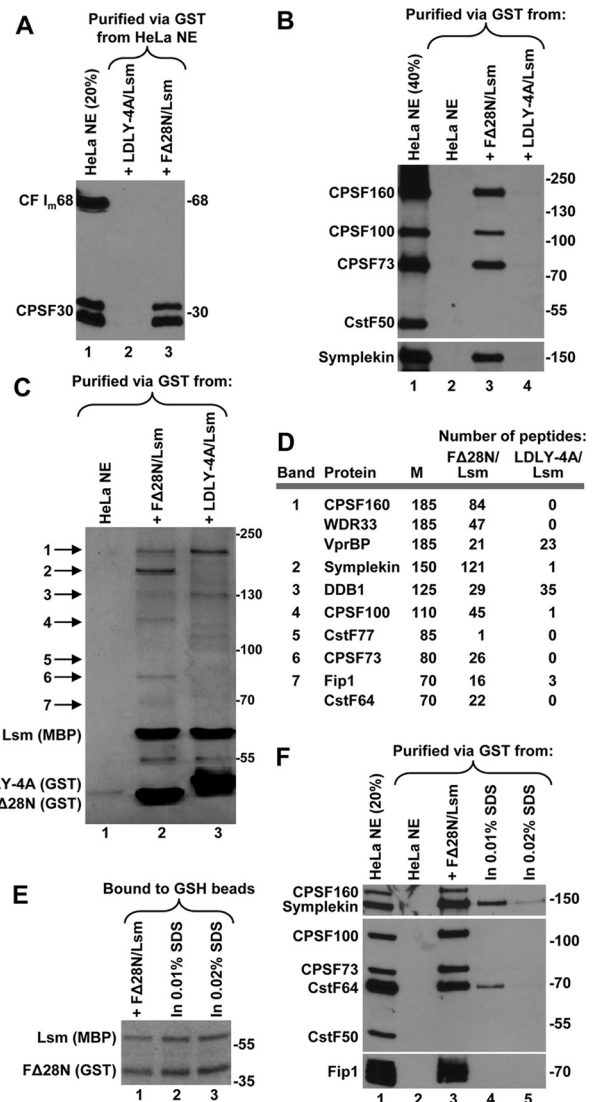 A
Purified via GST
from HeLa NE
HeLa NE (20%)
+ LDLY-4A/Lsm
+ FΔ28N/Lsm
CF Im68
-68
CPSF30
-30
1 2 3
B
Purified via GST from:
HeLa NE (40%)
HeLa NE
+ FΔ28N/Lsm
+ LDLY-4A/Lsm
-250
CPSF160
-130
CPSF100
-100
CPSF73
-70
-55
CstF50
Symplekin
-150
1 2 3 4
C
Purified via GST from:
HeLa NE
+ FΔ28N/Lsm
+ LDLY-4A/Lsm
-250
1
2
3
-130
4
-100
5
6
-70
7
Lsm (MBP)
-55
LY-4A (GST)
Δ28N (GST)
1 2 3
D
Number of peptides:
FΔ28N/ LDLY-4A/
Band Protein M Lsm Lsm
1 CPSF160 185 84 0
WDR33 185 47 0
VprBP 185 21 23
2 Symplekin 150 121 1
3 DDB1 125 29 35
4 CPSF100 110 45 1
5 CstF77 85 1 0
6 CPSF73 80 26 0
7 Fip1 70 16 3
CstF64 70 22 0
E
Bound to GSH beads
+ FΔ28N/Lsm
In 0.01% SDS
In 0.02% SDS
Lsm (MBP)
-55
FΔ28N (GST)
-35
1 2 3
F
Purified via GST from:
HeLa NE (20%)
HeLa NE
+ FΔ28N/Lsm
In 0.01% SDS
In 0.02% SDS
CPSF160
Symplekin
-150
CPSF100
-100
CPSF73
CstF64
-70
-55
CstF50
Fip1
-70
1 2 3 4 5